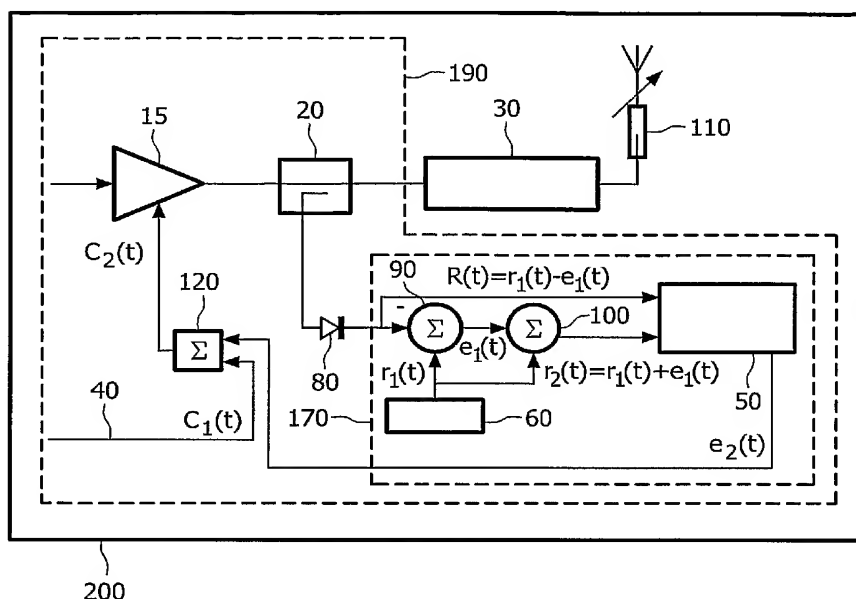 190
15
20
30
110
C₂(t)
90
R(t)=r₁(t)-e₁(t)
120
-
Σ
Σ
100
Σ
80
r₁(t)
e₁(t)
r₂(t)=r₁(t)+e₁(t)
50
40
C₁(t)
170
60
e₂(t)
200